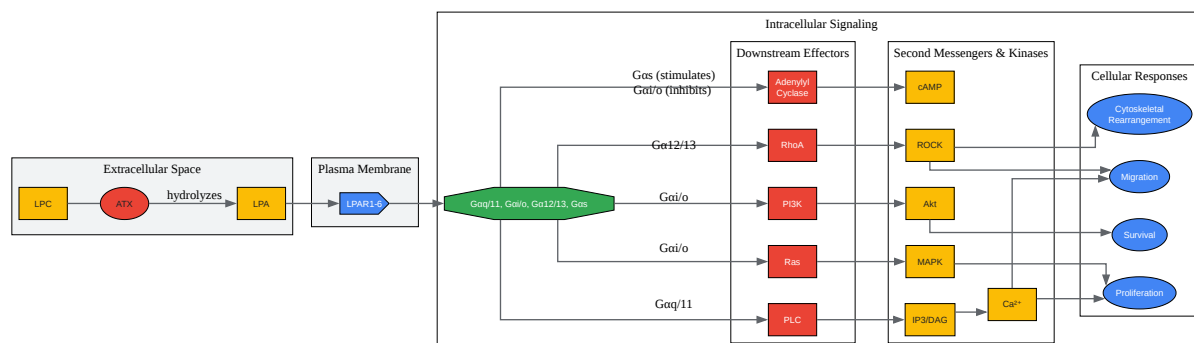 Intracellular Signaling
Downstream Effectors
Second Messengers & Kinases
Cellular Responses
Extracellular Space
Plasma Membrane
LPC
ATX
hydrolyzes
LPA
LPAR1-6
Gαq/11, Gαi/o, Gα12/13, Gαs
Gαs (stimulates)
Gαi/o (inhibits)
Adenylyl
Cyclase
cAMP
Cytoskeletal
Rearrangement
Gα12/13
RhoA
ROCK
Migration
Gαi/o
PI3K
Akt
Survival
Gαi/o
Ras
MAPK
Proliferation
Gαq/11
PLC
IP3/DAG
Ca²⁺